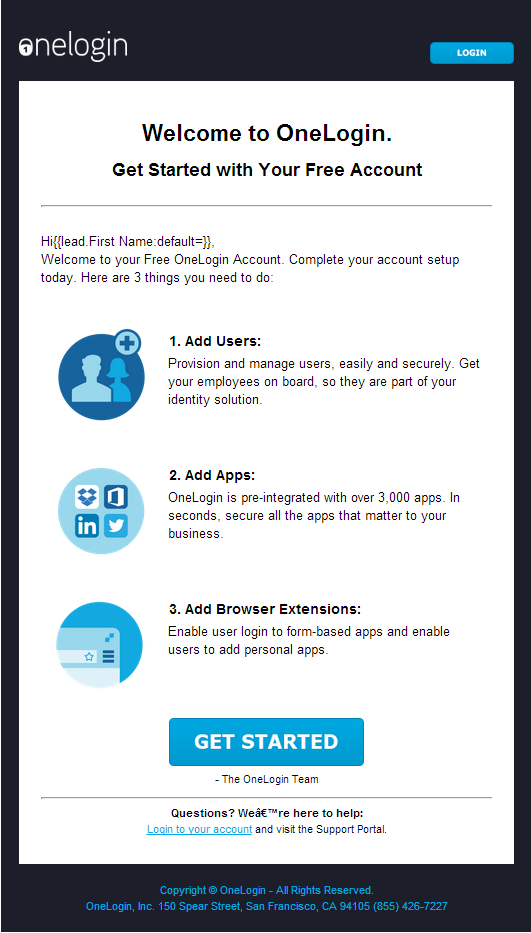 onelogin
LOGIN
Welcome to OneLogin.
Get Started with Your Free Account
Hi{{lead.First Name:default=}},
Welcome to your Free OneLogin Account. Complete your account setup
today. Here are 3 things you need to do:
1. Add Users:
Provision and manage users, easily and securely. Get
your employees on board, so they are part of your
identity solution.
2. Add Apps:
OneLogin is pre-integrated with over 3,000 apps. In
seconds, secure all the apps that matter to your
business.
in
3. Add Browser Extensions:
Enable user login to form-based apps and enable
users to add personal apps.
GET STARTED
- The OneLogin Team
Questions? Weâ€™re here to help:
Login to your account and visit the Support Portal.
Copyright © OneLogin - All Rights Reserved.
OneLogin, Inc. 150 Spear Street, San Francisco, CA 94105 (855) 426-7227